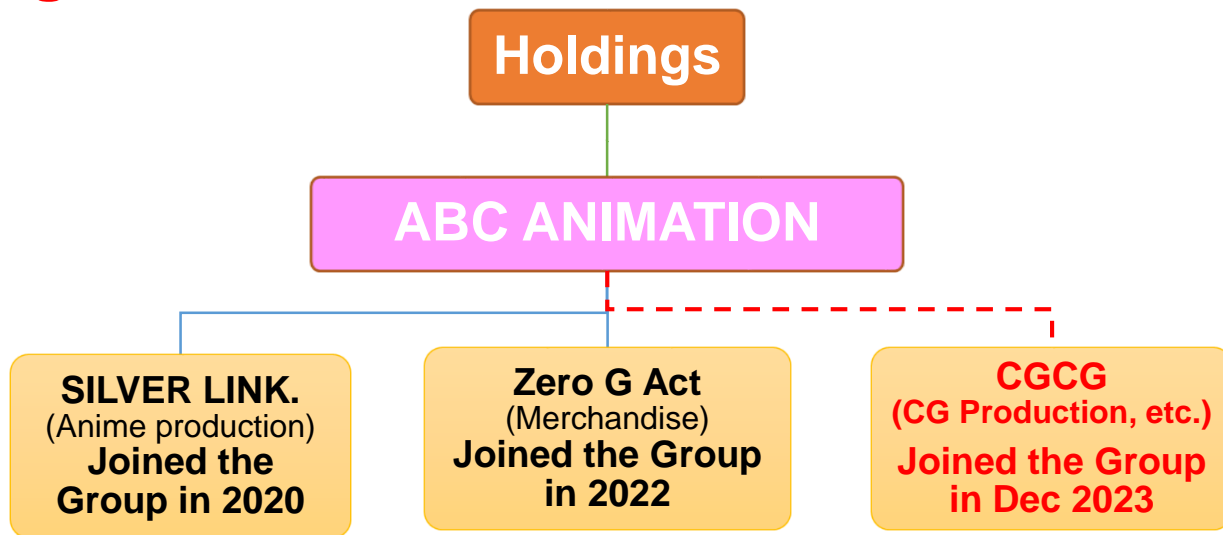 Holdings
ABC ANIMATION
SILVER LINK.
(Anime production)
Joined the
Group in 2020
Zero G Act
(Merchandise)
Joined the Group
in 2022
CGCG
(CG Production, etc.)
Joined the Group
in Dec 2023